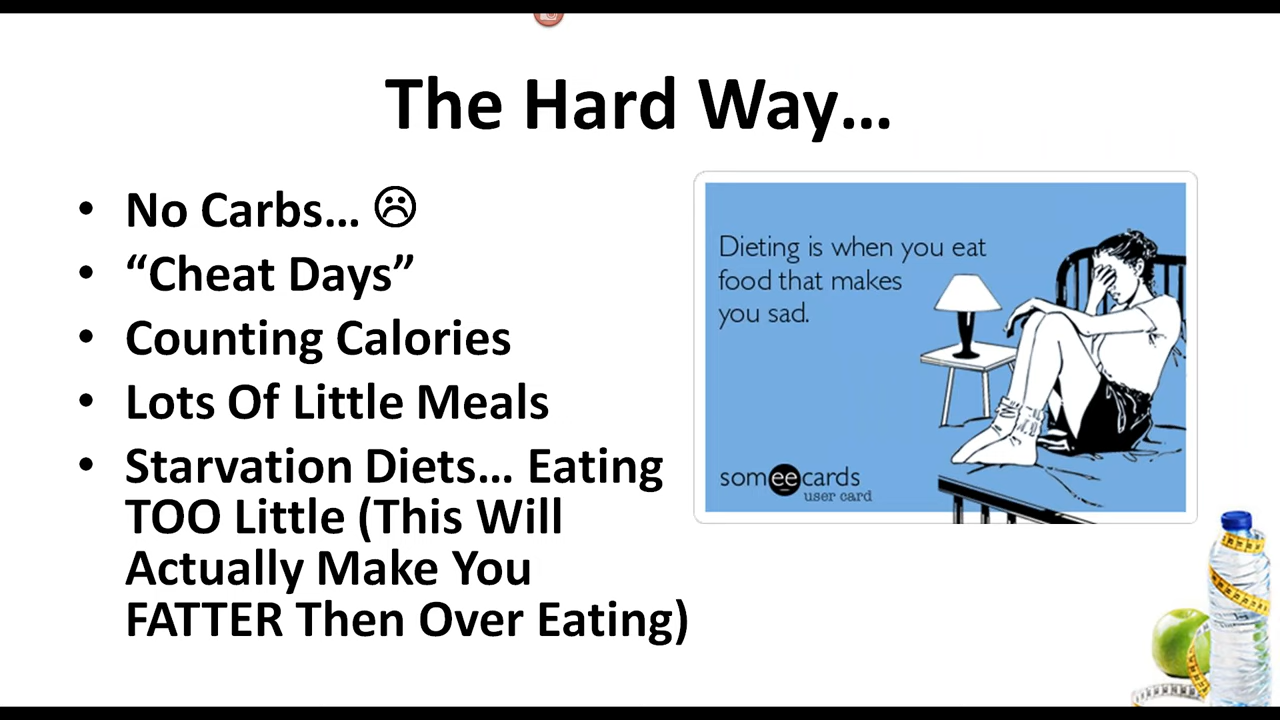 The Hard Way...
• No Carbs... ☹
• “Cheat Days”
• Counting Calories
• Lots Of Little Meals
• Starvation Diets... Eating
TOO Little (This Will
Actually Make You
FATTER Then Over Eating)
Dieting is when you eat
food that makes
you sad.
someecards
user card